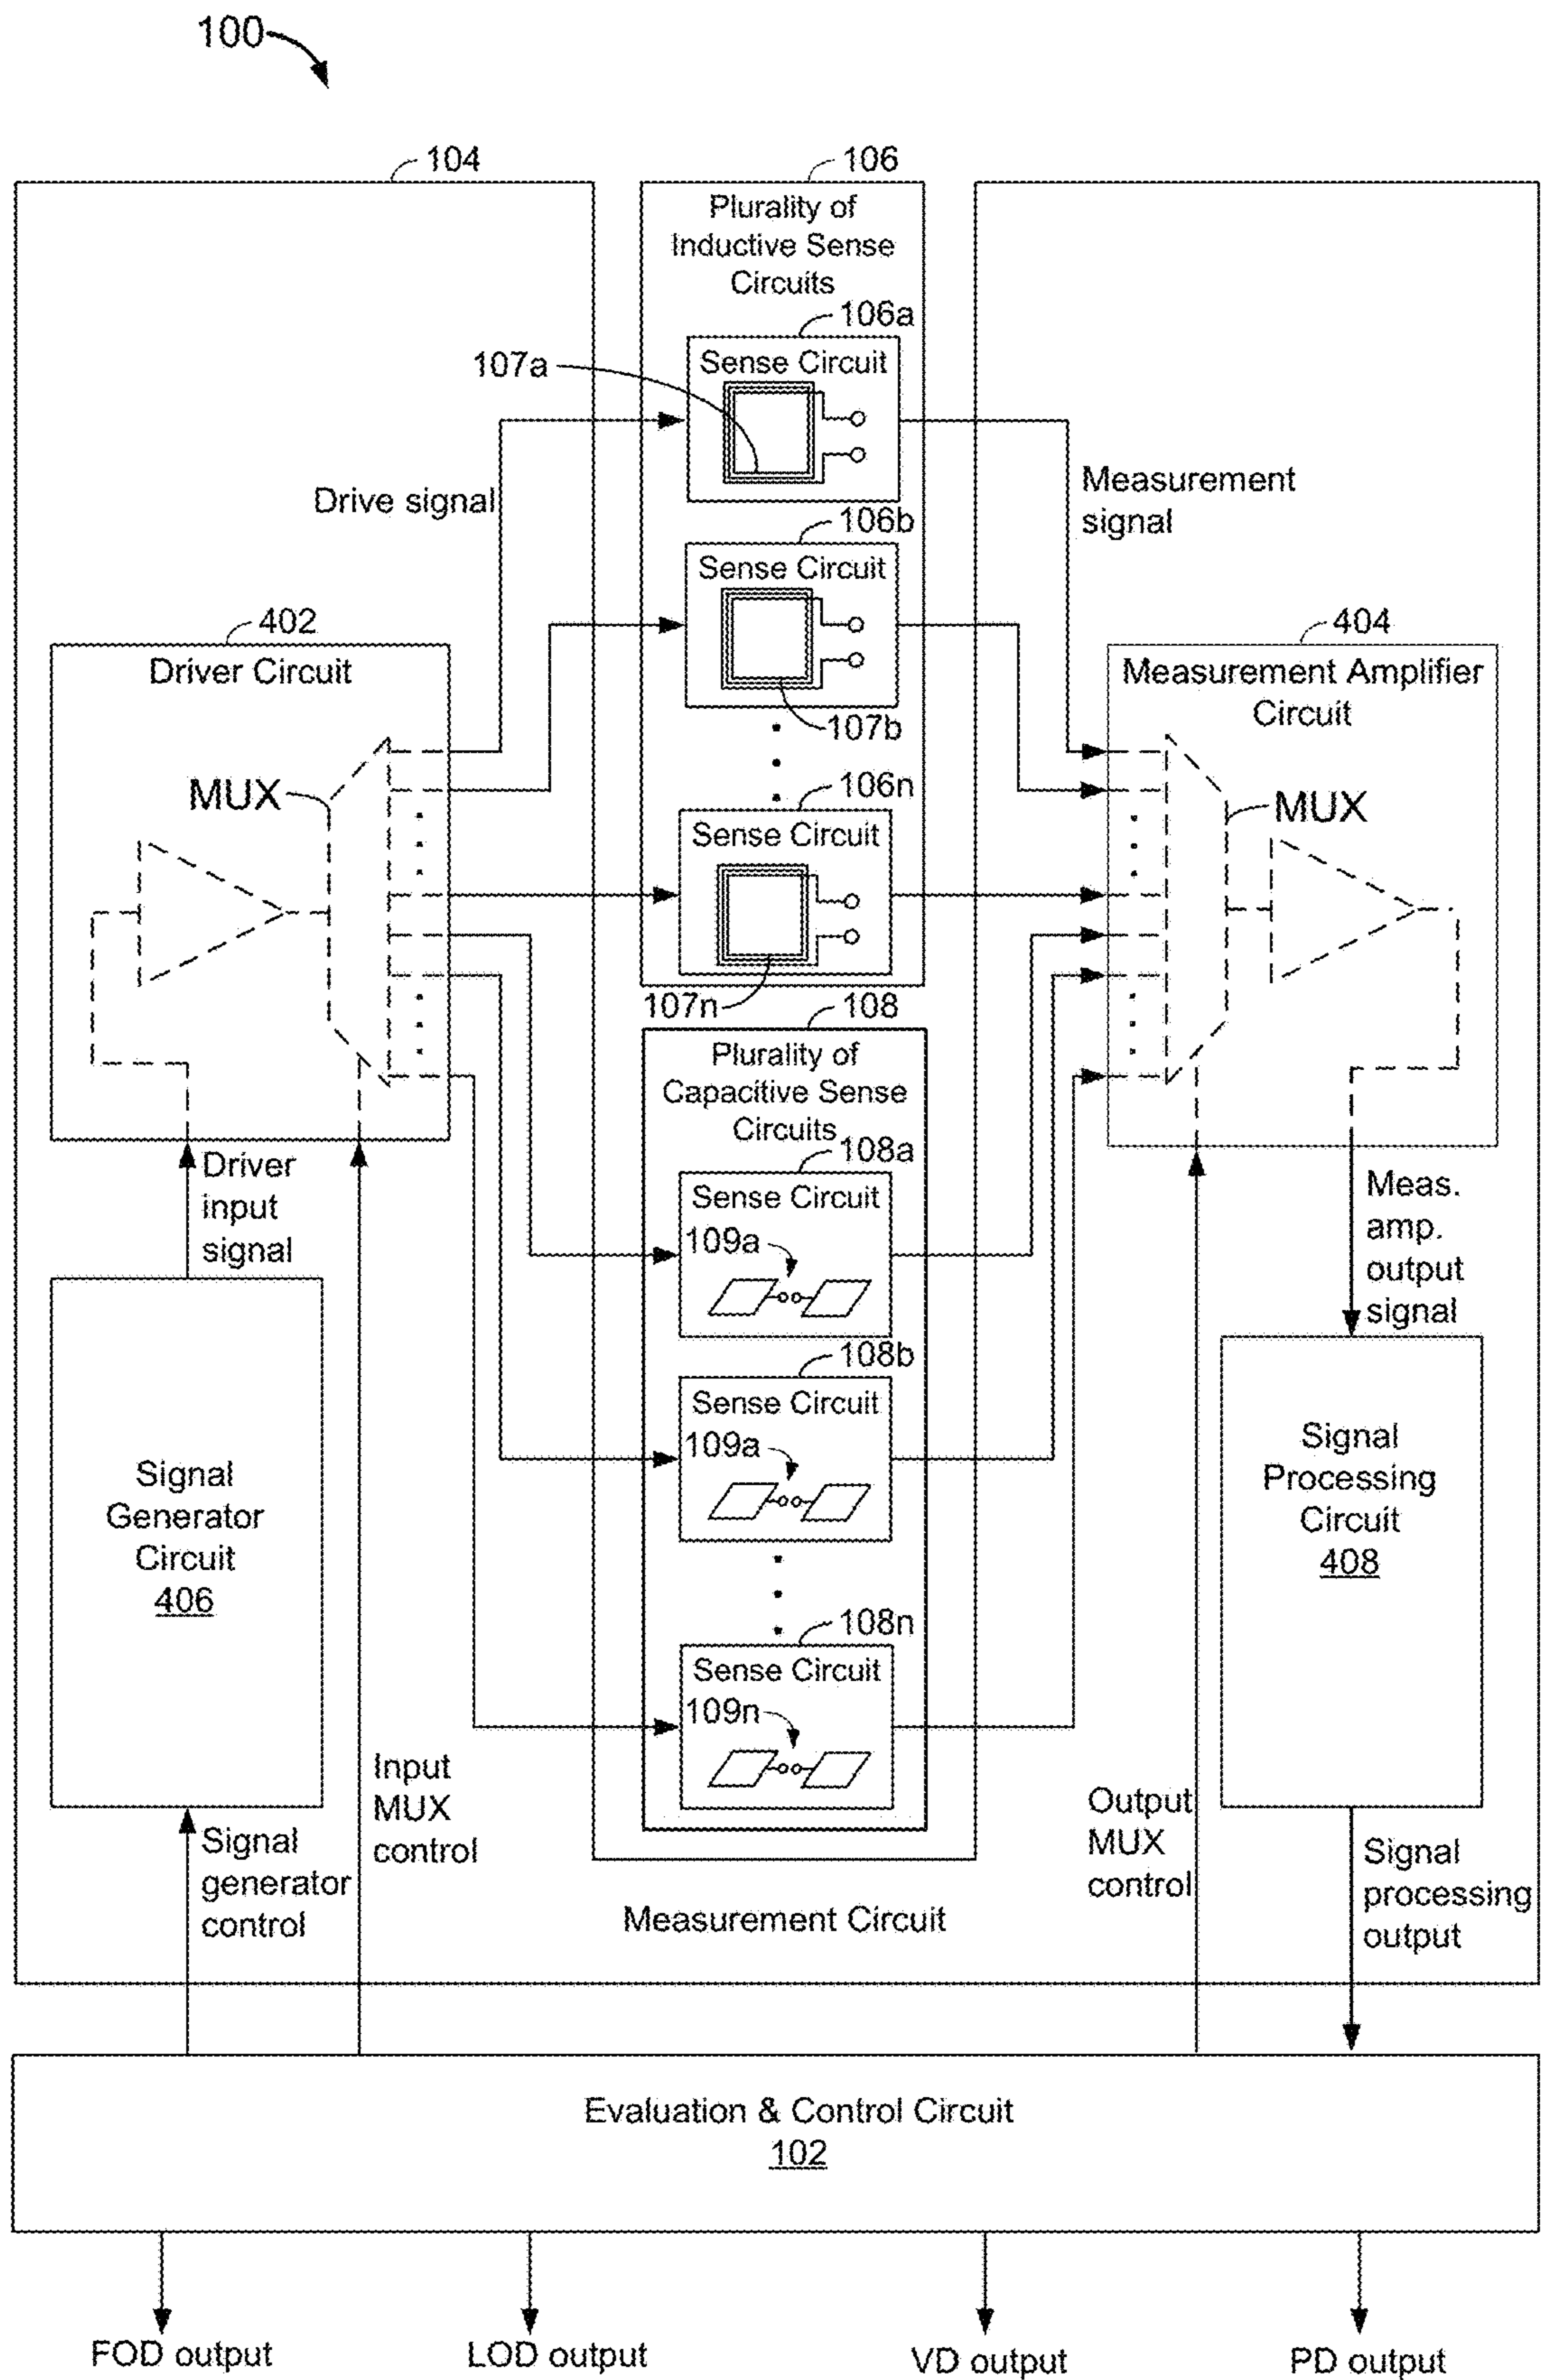 100
104
106
Plurality of
Inductive Sense
Circuits
106a
Sense Circuit
107a
Drive signal
Measurement
signal
106b
Sense Circuit
107b
402
Driver Circuit
MUX
404
Measurement Amplifier
Circuit
MUX
106n
Sense Circuit
107n
108
Plurality of
Capacitive Sense
Circuits
108a
Sense Circuit
109a
108b
Sense Circuit
109a
108n
Sense Circuit
109n
Driver
input
signal
Meas.
amp.
output
signal
Signal
Generator
Circuit
406
Signal
Processing
Circuit
408
Signal
generator
control
Input
MUX
control
Output
MUX
control
Signal
processing
output
Measurement Circuit
Evaluation & Control Circuit
102
FOD output
LOD output
VD output
PD output